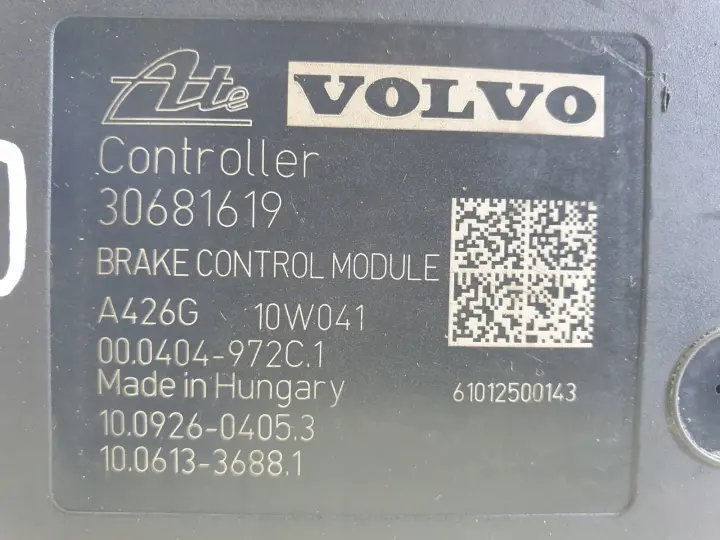 Ate VOLVO
Controller
30681619
BRAKE CONTROL MODULE
A426G 10W041
00.0404-972C.1
Made in Hungary
61012500143
10.0926-0405.3
10.0613-3688.1